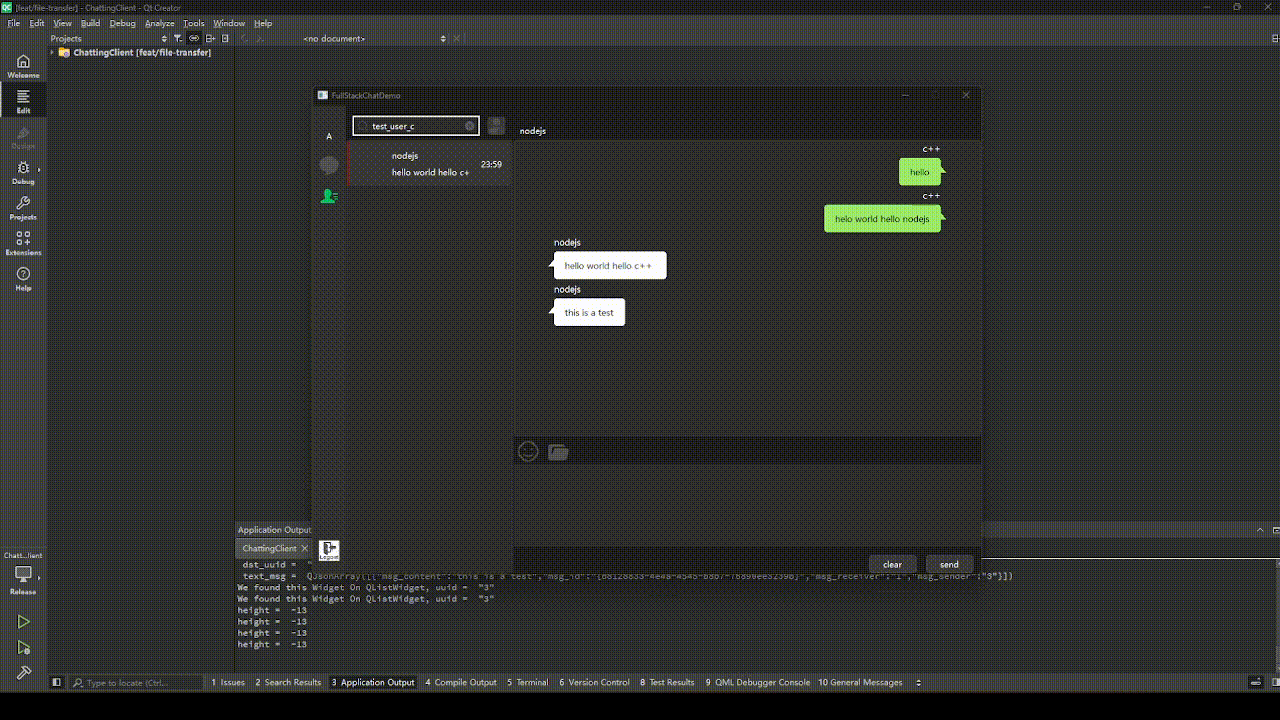 [feat/file-transfer] - ChattingClient - Qt Creator
File Edit View Build Debug Analyze Tools Window Help
Projects
<no document>
ChattingClient [feat/file-transfer]
Welcome
Edit
Design
Debug
Projects
Extensions
Help
FullStackChatDemo
A
test_user_c
nodejs
23:59
hello world hello c+
nodejs
c++
hello
c++
helo world hello nodejs
nodejs
hello world hello c++
nodejs
this is a test
clear send
Logout
Application Output
ChattingClient
dst_uuid = "
text_msg = QJsonArray([{"msg_content":"this is a test","msg_id":
"msg_receiver":"1","msg_sender":"3"}])
We found this Widget On QListWidget, uuid = "3"
We found this Widget On QListWidget, uuid = "3"
height = -13
height = -13
height = -13
height = -13
Chatt...lient
Release
Type to locate (Ctrl...
1 Issues 2 Search Results 3 Application Output 4 Compile Output 5 Terminal 6 Version Control 8 Test Results 9 QML Debugger Console 10 General Messages